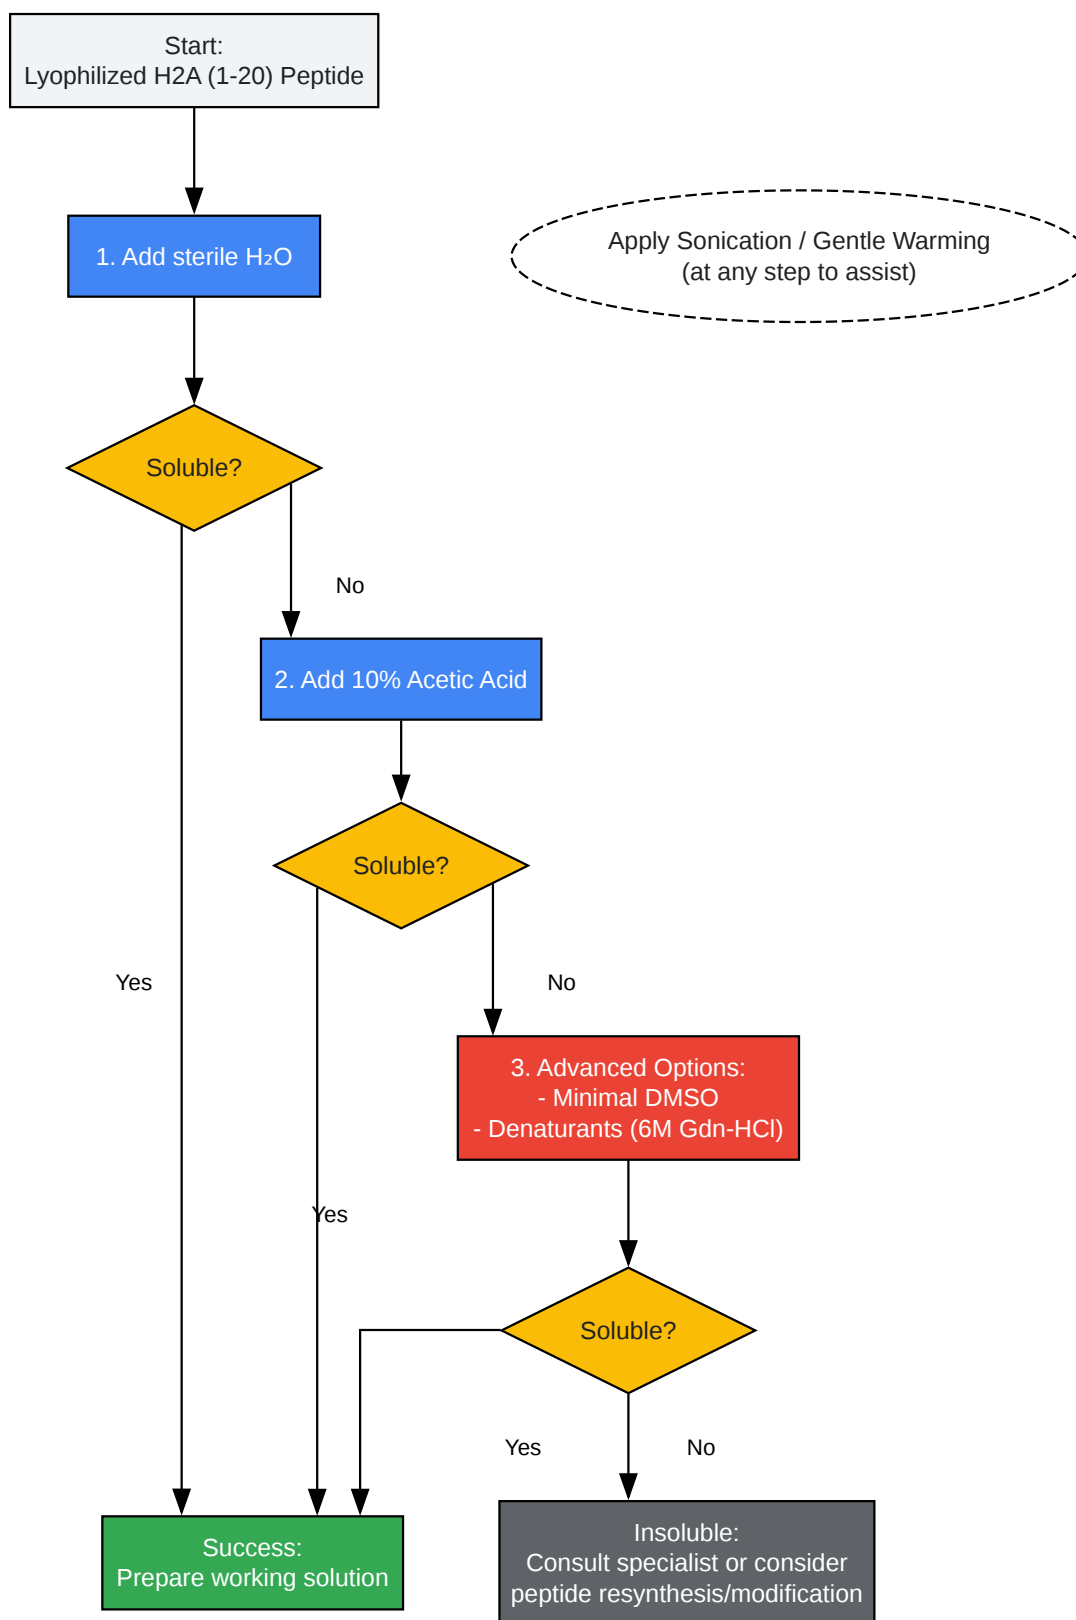 Start:
Lyophilized H2A (1-20) Peptide
1. Add sterile H₂O
Apply Sonication / Gentle Warming
(at any step to assist)
Soluble?
No
2. Add 10% Acetic Acid
Soluble?
Yes
No
3. Advanced Options:
- Minimal DMSO
- Denaturants (6M Gdn-HCl)
Yes
Soluble?
Yes
No
Success:
Prepare working solution
Insoluble:
Consult specialist or consider
peptide resynthesis/modification